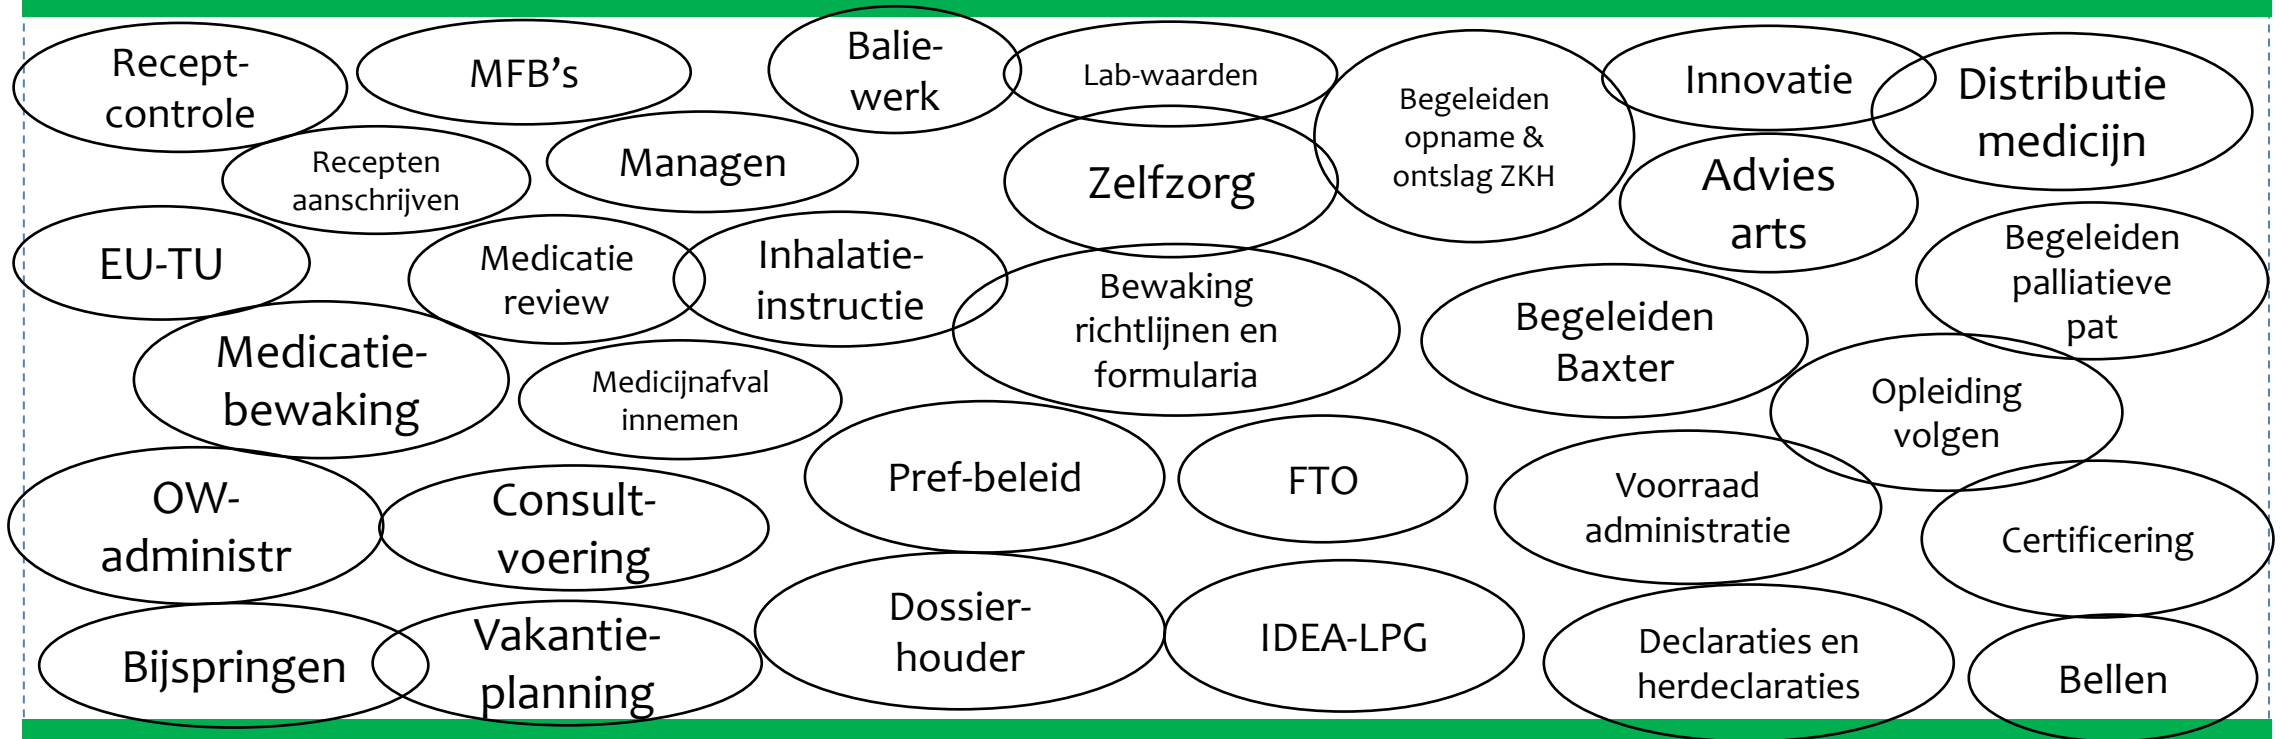 Recept-
controle
MFB's
Balie-
werk
Lab-waarden
Begeleiden
opname &
ontslag ZKH
Innovatie
Distributie
medicijn
Recepten
aanschrijven
Managen
Zelfzorg
Advies
arts
EU-TU
Medicatie
review
Inhalatie-
instructie
Bewaking
richtlijnen en
formularia
Begeleiden
Baxter
Begeleiden
palliatieve
pat
Medicatie-
bewaking
Medicijnafval
innemen
Opleiding
volgen
OW-
administr
Consult-
voering
Pref-beleid
FTO
Voorraad
administratie
Certificering
Bijspringen
Vakantie-
planning
Dossier-
houder
IDEA-LPG
Declaraties en
herdeclaraties
Bellen